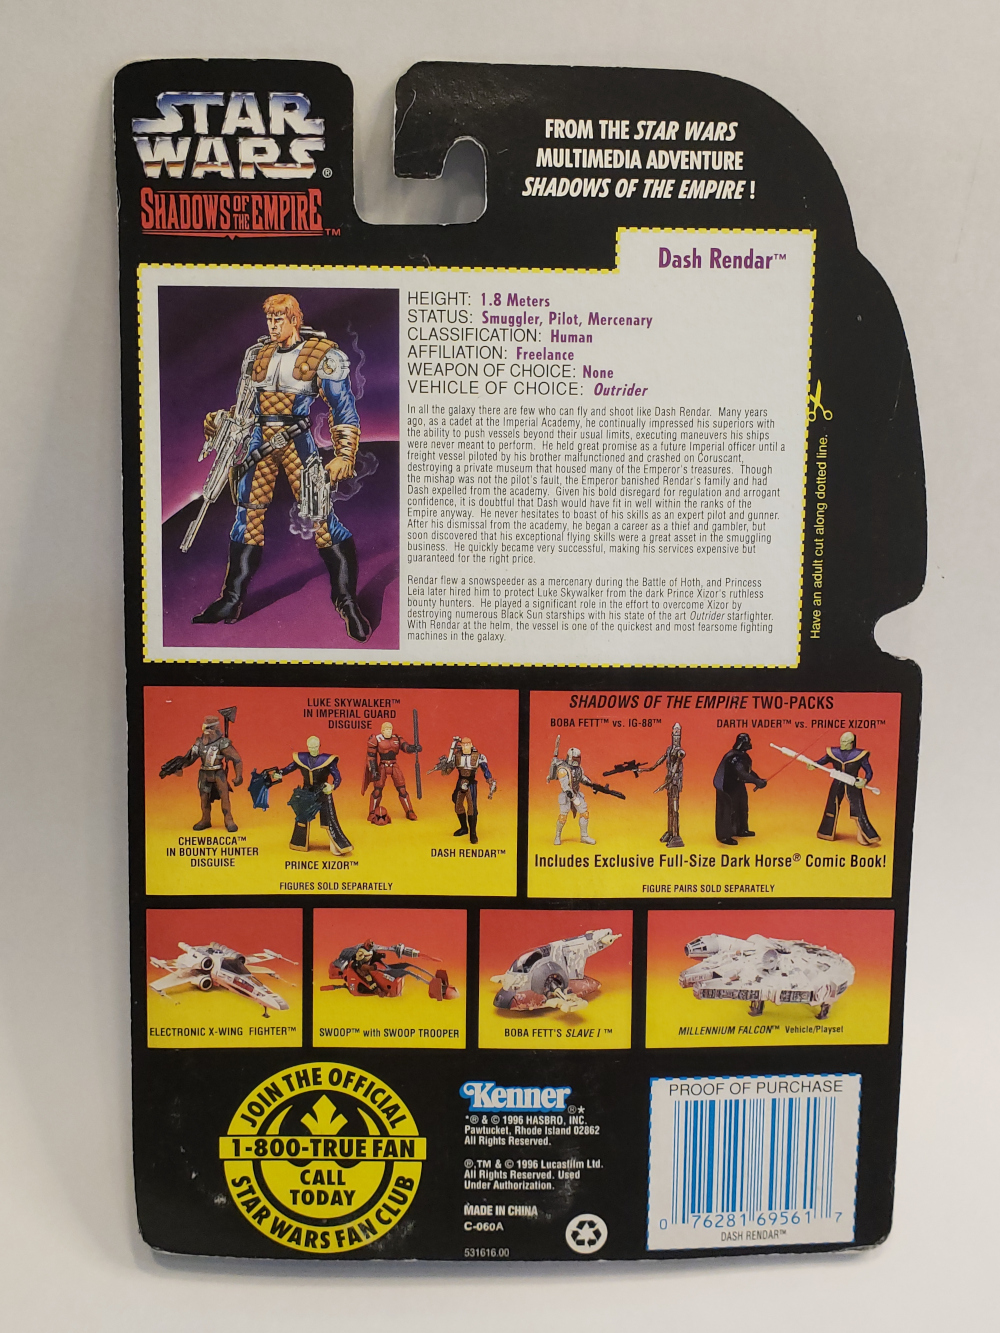 STAR
WARS®
SHADOWS OF THE EMPIRE™
FROM THE STAR WARS
MULTIMEDIA ADVENTURE
SHADOWS OF THE EMPIRE!
Dash Rendar™
HEIGHT: 1.8 Meters
STATUS: Smuggler, Pilot, Mercenary
CLASSIFICATION: Human
AFFILIATION: Freelance
WEAPON OF CHOICE: None
VEHICLE OF CHOICE: Outrider
In all the galaxy there are few who can fly and shoot like Dash Rendar. Many years
ago, as a cadet at the Imperial Academy, he continually impressed his superiors with
the ability to push vessels beyond their usual limits, executing maneuvers his ships
were never meant to perform. He held great promise as a future Imperial officer until a
freight vessel piloted by his brother malfunctioned and crashed on Coruscant,
destroying a private museum that housed many of the Emperor's treasures. Though
the mishap was not the pilot's fault, the Emperor banished Rendar's family and had
Dash expelled from the academy. Given his bold disregard for regulation and arrogant
confidence, it is doubtful that Dash would have fit in well within the ranks of the
Empire anyway. He never hesitates to boast of his skills as an expert pilot and gunner.
After his dismissal from the academy, he began a career as a thief and gambler, but
soon discovered that his exceptional flying skills were a great asset in the smuggling
business. He quickly became very successful, making his services expensive but
guaranteed for the right price.
Rendar flew a snowspeeder as a mercenary during the Battle of Hoth, and Princess
Leia later hired him to protect Luke Skywalker from the dark Prince Xizor's ruthless
bounty hunters. He played a significant role in the effort to overcome Xizor by
destroying numerous Black Sun starships with his state of the art Outrider starfighter.
With Rendar at the helm, the vessel is one of the quickest and most fearsome fighting
machines in the galaxy.
Have an adult cut along dotted line.
LUKE SKYWALKER™
IN IMPERIAL GUARD
DISGUISE
CHEWBACCA™
IN BOUNTY HUNTER
DISGUISE
PRINCE XIZOR™
DASH RENDAR™
FIGURES SOLD SEPARATELY
SHADOWS OF THE EMPIRE TWO-PACKS
BOBA FETT™ vs. IG-88™
DARTH VADER™ vs. PRINCE XIZOR™
Includes Exclusive Full-Size Dark Horse® Comic Book!
FIGURE PAIRS SOLD SEPARATELY
ELECTRONIC X-WING FIGHTER™
SWOOP™ with SWOOP TROOPER
BOBA FETT'S SLAVE I™
MILLENNIUM FALCON™ Vehicle/Playset
JOIN THE OFFICIAL
1-800-TRUE FAN
CALL
TODAY
STAR WARS FAN CLUB
Kenner®*
*® & © 1996 HASBRO, INC.
Pawtucket, Rhode Island 02862
All Rights Reserved.
®,TM & © 1996 Lucasfilm Ltd.
All Rights Reserved. Used
Under Authorization.
MADE IN CHINA
C-060A
531616.00
PROOF OF PURCHASE
0 76281 69561 7
DASH RENDAR™